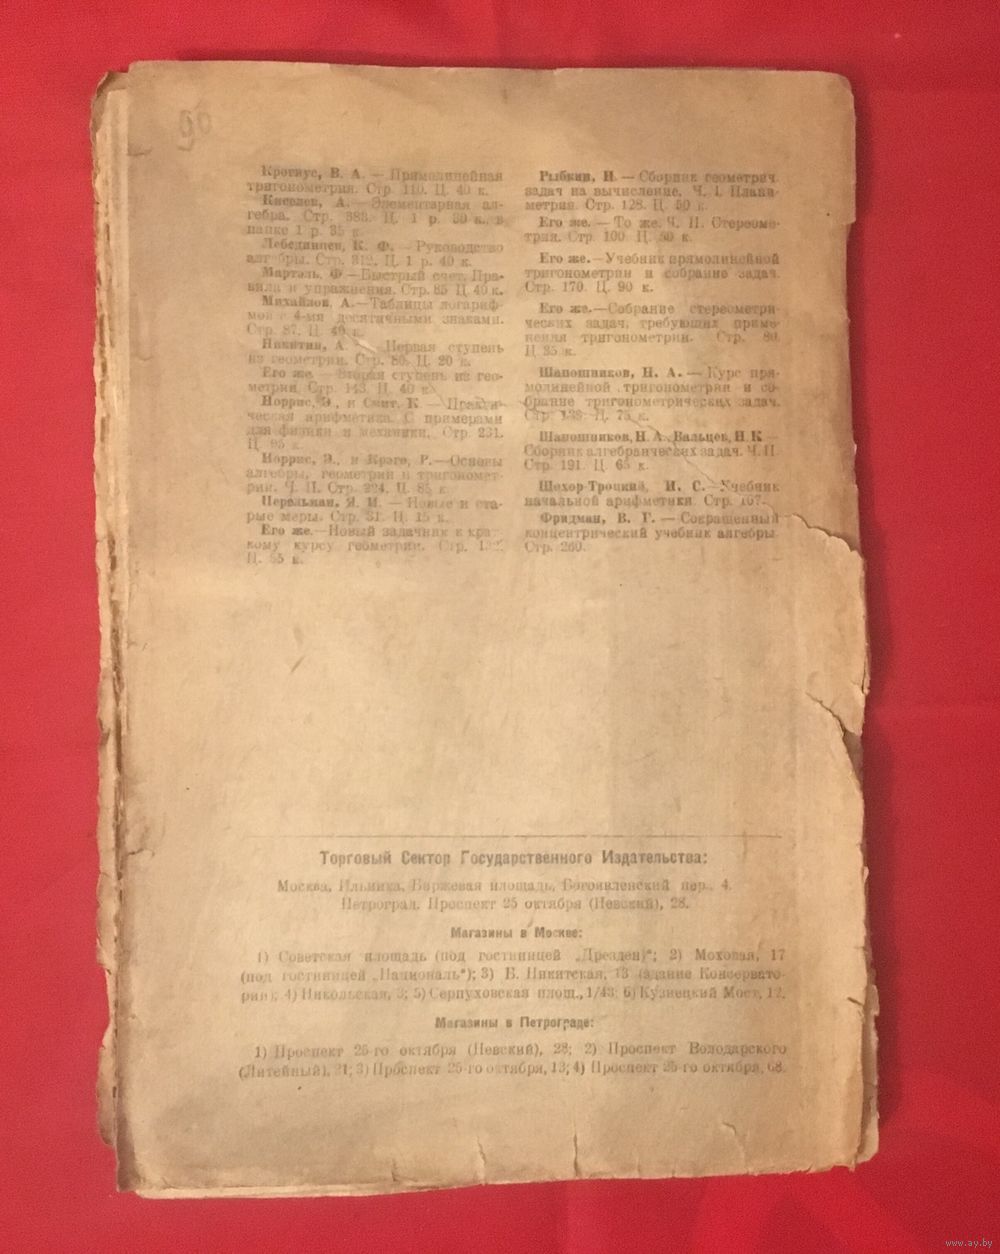 90
Крогиус, В. А. — Прямолинейная
тригонометрия. Стр. 110. Ц. 40 к.
Киселев, А. — Элементарная ал-
гебра. Стр. 383. Ц. 1 р. 30 к., в
папке 1 р. 35 к.
Лебединцев, К. Ф. — Руководство
алгебры. Стр. 312. Ц. 1 р. 40 к.
Мартэль, Ф — Быстрый счет. Пра-
вила и упражнения. Стр. 85 Ц 40 к.
Михайлов, А. — Таблицы логариф-
мов с 4-мя десятичными знаками.
Стр. 87. Ц. 40 к.
Никитин, А. — Первая ступень
из геометрии. Стр. 80. Ц. 20 к.
Его же — Вторая ступень из гео-
метрии. Стр. 143. Ц. 40 к.
Норрис, Э., и Смит, К — Практи-
ческая арифметика. С примерами
для физики и механики. Стр. 231.
Ц. 95 к.
Норрис, Э., и Крэго, Р. — Основы
алгебры, геометрии и тригономет-
рии. Ч. II. Стр. 224. Ц. 85 к.
Перельман, Я. И. — Новые и ста-
рые меры. Стр. 31. Ц. 15 к.
Его же. — Новый задачник к крат-
кому курсу геометрии. Стр.
Ц. 65 к.
Рыбкин, Н — Сборник геометрич.
задач на вычисление. Ч. I. Плани-
метрия. Стр. 128. Ц. 50 к.
Его же. — То же. Ч. II. Стереоме-
трия. Стр. 100. Ц. 50 к.
Его же. — Учебник прямолинейной
тригонометрии и собрание задач.
Стр. 170. Ц. 90 к.
Его же. — Собрание стереометри-
ческих задач, требующих приме-
нения тригонометрии. Стр. 80.
Ц 35 к.
Шапошников, Н. А. — Курс пря-
молинейной тригонометрии и со-
брание тригонометрических задач.
Стр. 138. Ц. 75 к.
Шапошников, Н. А., Вальцев, Н. К —
Сборник алгебраических задач. Ч. II
Стр. 191. Ц. 65 к.
Шохор-Троцкий, И. С. — Учебник
начальной арифметики. Стр. 167.
Фридман, В. Г. — Сокращенный
концентрический учебник алгебры.
Стр. 260.
Торговый Сектор Государственного Издательства:
Москва, Ильинка, Биржевая площадь, Богоявленский пер., 4.
Петроград. Проспект 25 октября (Невский), 28.
Магазины в Москве:
1) Советская площадь (под гостиницей „Дрезден“; 2) Моховая, 17
(под гостиницей „Националь“); 3) Б. Никитская, 13 (здание Консервато-
рии); 4) Никольская, 3; 5) Серпуховская площ., 1/43; 6) Кузнецкий Мост, 12.
Магазины в Петрограде:
1) Проспект 25-го октября (Невский), 28; 2) Проспект Володарского
(Литейный), 21; 3) Проспект 25-го октября, 13; 4) Проспект 25-го октября, 68.
www.ay.by